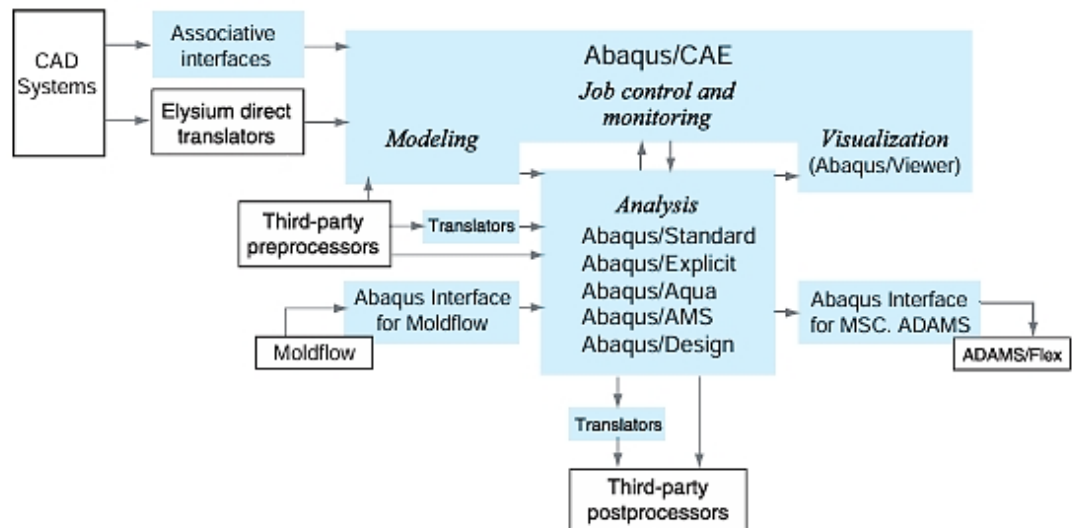 CAD
Systems
Associative
interfaces
Elysium direct
translators
Abaqus/CAE
Job control and
monitoring
Modeling
Visualization
(Abaqus/Viewer)
Third-party
preprocessors
Translators
Analysis
Abaqus/Standard
Abaqus/Explicit
Abaqus/Aqua
Abaqus/AMS
Abaqus/Design
Abaqus Interface
for Moldflow
Moldflow
Abaqus Interface
for MSC. ADAMS
ADAMS/Flex
Translators
Third-party
postprocessors